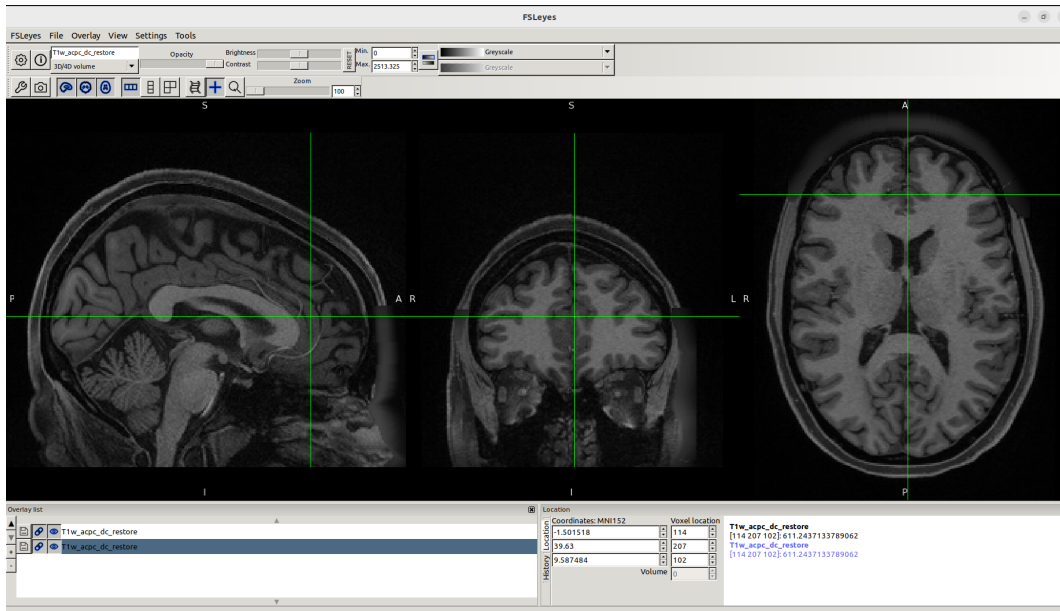 FSLeyes
FSLeyes File Overlay View Settings Tools
T1w_acpc_dc_restore
3D/4D volume
Opacity
Brightness
Contrast
RESET
Min. 0
Max. 2513.325
Greyscale
Greyscale
Zoom
100
S S A
P A R L R
I I P
Overlay list
T1w_acpc_dc_restore
T1w_acpc_dc_restore
Location
Location
History
Coordinates: MNI152 Voxel location
-1.501518 114
39.63 207
9.587484 102
Volume 0
T1w_acpc_dc_restore
[114 207 102]: 611.2437133789062
T1w_acpc_dc_restore
[114 207 102]: 611.2437133789062